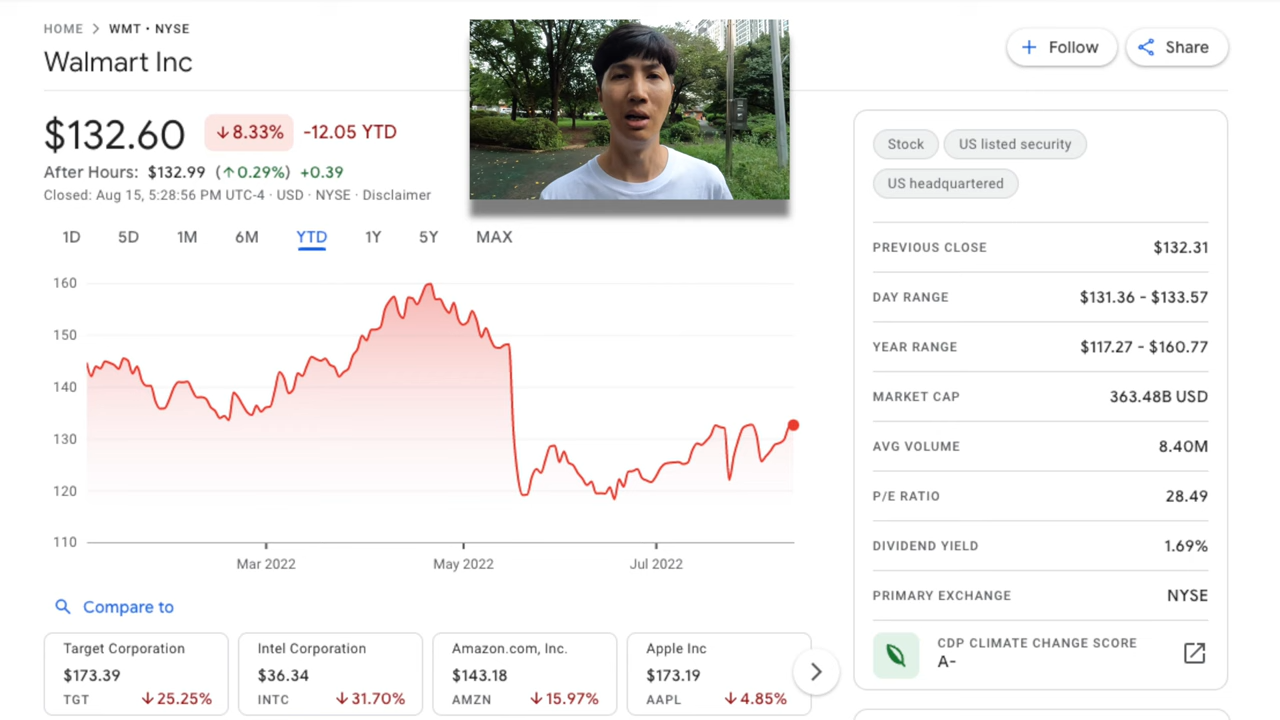 HOME > WMT • NYSE
Walmart Inc
+ Follow
Share
$132.60 ↓8.33% -12.05 YTD
After Hours: $132.99 (↑0.29%) +0.39
Closed: Aug 15, 5:28:56 PM UTC-4 · USD · NYSE · Disclaimer
1D 5D 1M 6M YTD 1Y 5Y MAX
160
150
140
130
120
110
Mar 2022 May 2022 Jul 2022
Compare to
Target Corporation
$173.39
TGT ↓25.25%
Intel Corporation
$36.34
INTC ↓31.70%
Amazon.com, Inc.
$143.18
AMZN ↓15.97%
Apple Inc
$173.19
AAPL ↓4.85%
Stock US listed security
US headquartered
PREVIOUS CLOSE $132.31
DAY RANGE $131.36 - $133.57
YEAR RANGE $117.27 - $160.77
MARKET CAP 363.48B USD
AVG VOLUME 8.40M
P/E RATIO 28.49
DIVIDEND YIELD 1.69%
PRIMARY EXCHANGE NYSE
CDP CLIMATE CHANGE SCORE
A-